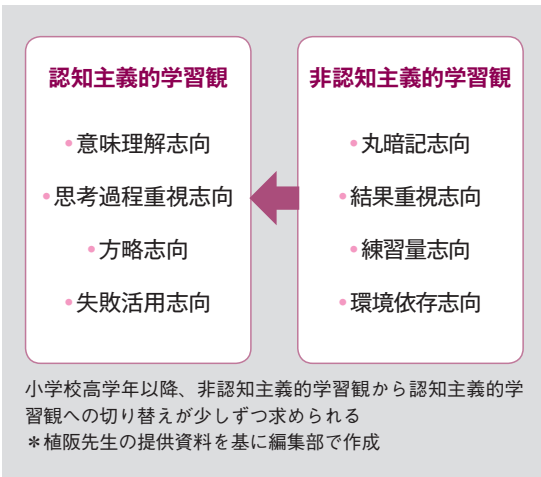 認知主義的学習観
•意味理解志向
•思考過程重視志向
•方略志向
•失敗活用志向
非認知主義的学習観
•丸暗記志向
•結果重視志向
•練習量志向
•環境依存志向
小学校高学年以降、非認知主義的学習観から認知主義的学
習観への切り替えが少しずつ求められる
＊植阪先生の提供資料を基に編集部で作成